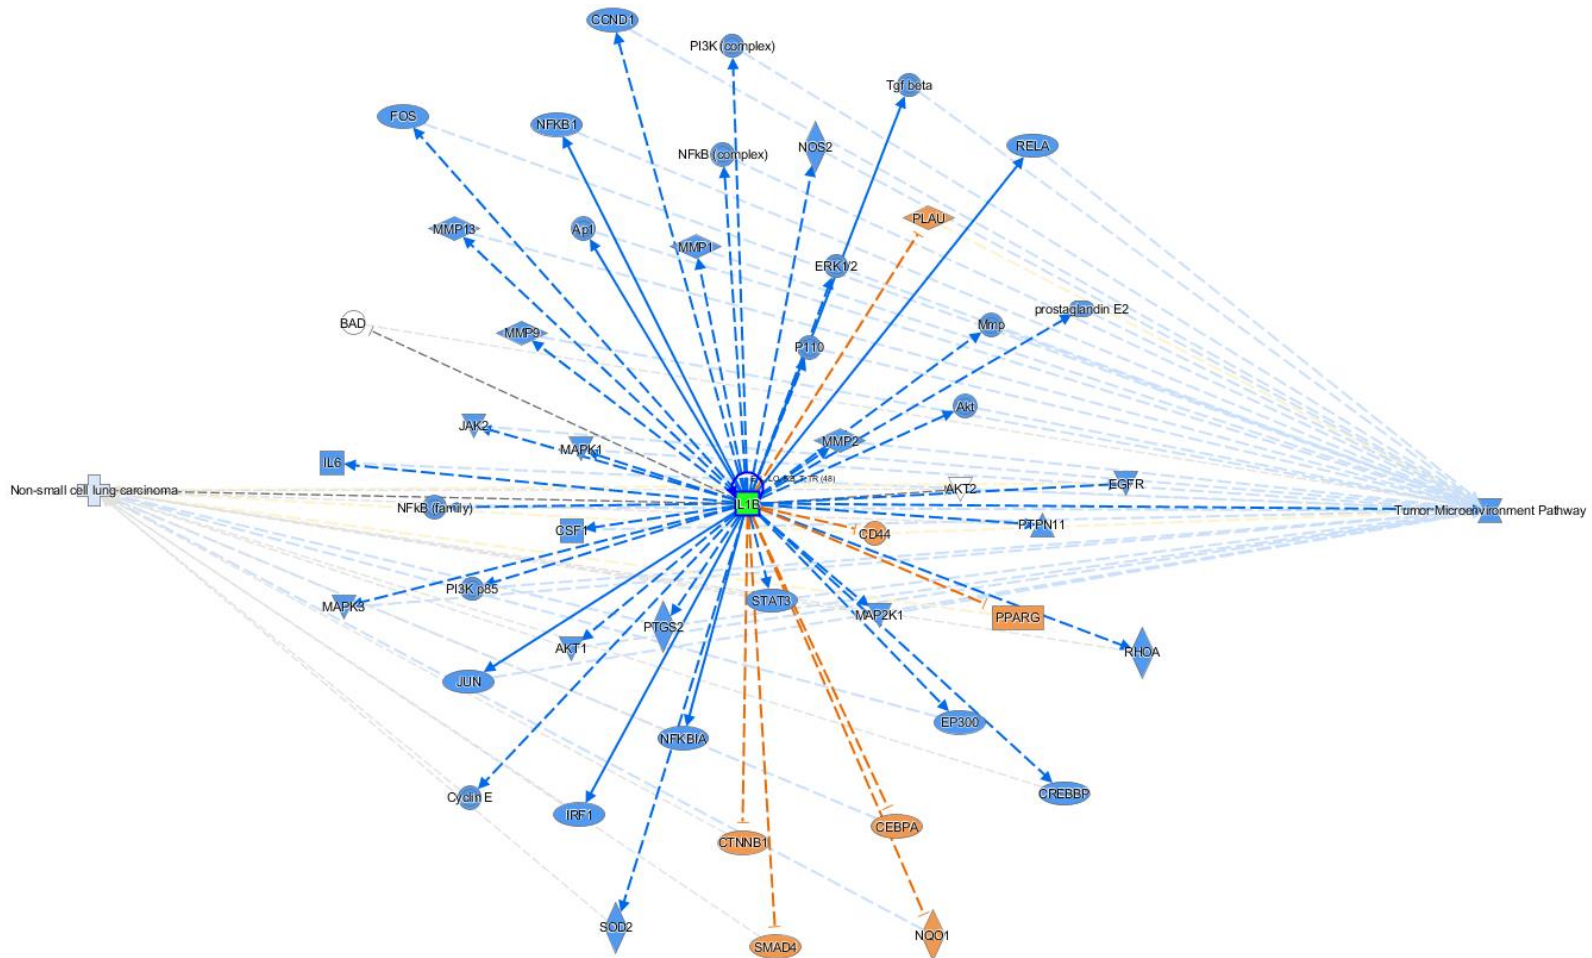 CCND1
PI3K (complex)
Tgf beta
FOS
NFKB1
NFkB (complex)
NOS2
RELA
MMP13
Ap1
MMP1
PLAU
ERK1/2
BAD
MMP9
P110
Mmp
prostaglandin E2
JAK2
MAPK1
MMP2
Akt
IL6
Non-small cell lung carcinoma
NFkB (family)
IL1B
AKT2
EGFR
Tumor Microenvironment Pathway
CSF1
CD44
PTPN11
MAPK3
PI3K p85
PTGS2
STAT3
MAP2K1
PPARG
AKT1
RHOA
JUN
NFKBIA
EP300
Cyclin E
IRF1
CREBBP
CTNNB1
CEBPA
SOD2
SMAD4
NQO1